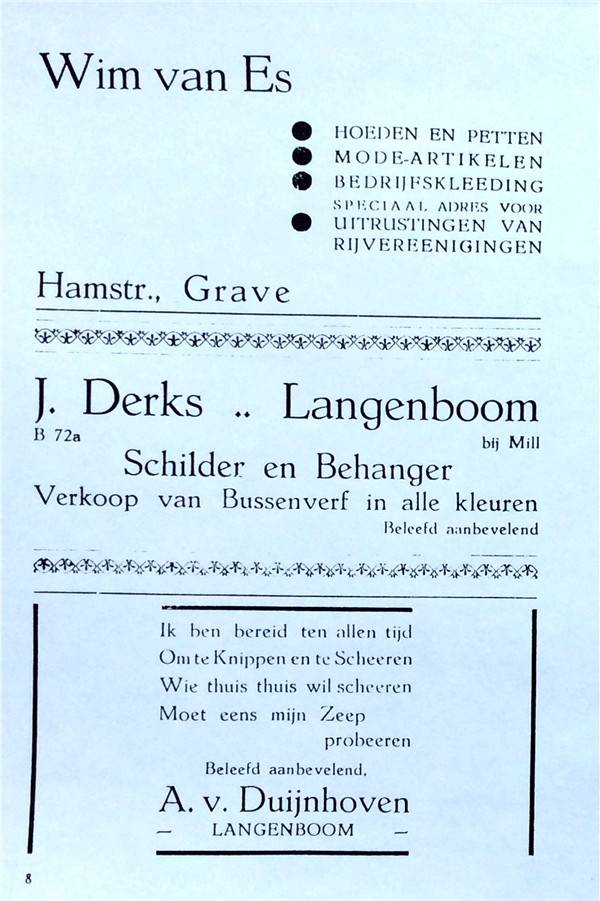 Wim van Es
● HOEDEN EN PETTEN
● MODE-ARTIKELEN
● BEDRIJFSKLEEDING
SPECIAAL ADRES VOOR
● UITRUSTINGEN VAN
RIJVEREENIGINGEN
Hamstr., Grave
J. Derks .. Langenboom
B 72a bij Mill
Schilder en Behanger
Verkoop van Bussenverf in alle kleuren
Beleefd aanbevelend
Ik ben bereid ten allen tijd
Om te Knippen en te Scheeren
Wie thuis thuis wil scheeren
Moet eens mijn Zeep
probeeren
Beleefd aanbevelend,
A. v. Duijnhoven
– LANGENBOOM –
8